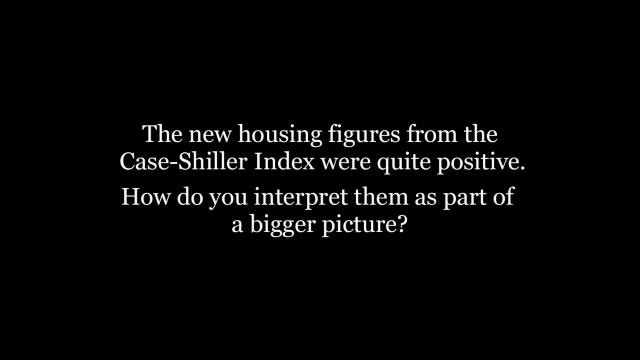 The new housing figures from the
Case-Shiller Index were quite positive.
How do you interpret them as part of
a bigger picture?